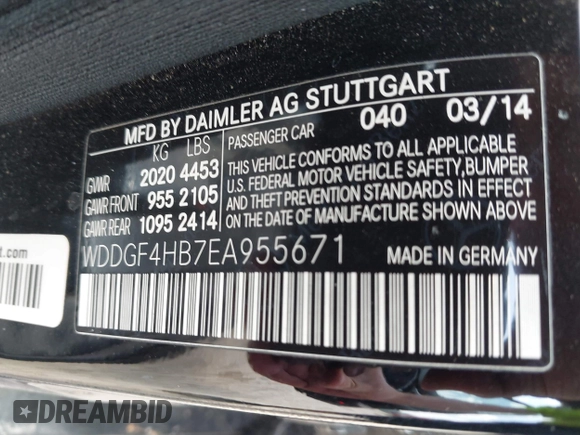 MFD BY DAIMLER AG STUTTGART
KG LBS
PASSENGER CAR 040 03/14
GVWR 2020 4453
GAWR FRONT 955 2105
GAWR REAR 1095 2414
THIS VEHICLE CONFORMS TO ALL APPLICABLE
U.S. FEDERAL MOTOR VEHICLE SAFETY,BUMPER
AND THEFT PREVENTION STANDARDS IN EFFECT
ON THE DATE OF MANUFACTURE SHOWN ABOVE
WDDGF4HB7EA955671 MADE IN GERMANY
t.com
DREAMBID